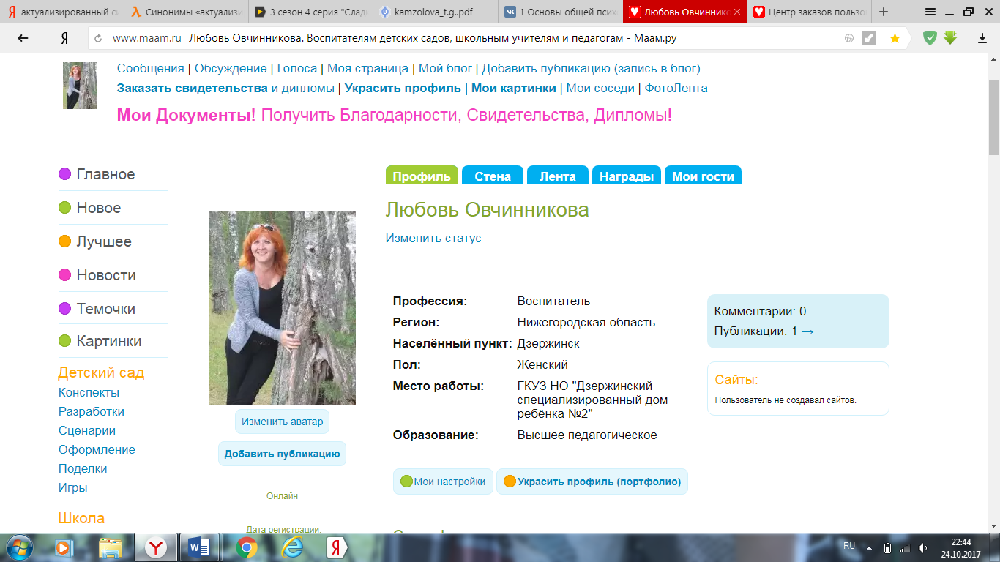 актуализированный си
Синонимы «актуализи
3 сезон 4 серия "Слад
kamzolova_t.g..pdf
1 Основы общей псих
Любовь Овчиннико
Центр заказов пользо
www.maam.ru Любовь Овчинникова. Воспитателям детских садов, школьным учителям и педагогам - Маам.ру
Сообщения | Обсуждение | Голоса | Моя страница | Мой блог | Добавить публикацию (запись в блог)
Заказать свидетельства и дипломы | Украсить профиль | Мои картинки | Мои соседи | ФотоЛента
Мои Документы! Получить Благодарности, Свидетельства, Дипломы!
Главное
Новое
Лучшее
Новости
Темочки
Картинки
Детский сад
Конспекты
Разработки
Сценарии
Оформление
Поделки
Игры
Школа
Изменить аватар
Добавить публикацию
Онлайн
Дата регистрации:
Профиль Стена Лента Награды Мои гости
Любовь Овчинникова
Изменить статус
Профессия: Воспитатель
Регион: Нижегородская область
Населённый пункт: Дзержинск
Пол: Женский
Место работы: ГКУЗ НО "Дзержинский
специализированный дом
ребёнка №2"
Образование: Высшее педагогическое
Комментарии: 0
Публикации: 1 →
Сайты:
Пользователь не создавал сайтов.
Мои настройки Украсить профиль (портфолио)
RU
22:44
24.10.2017